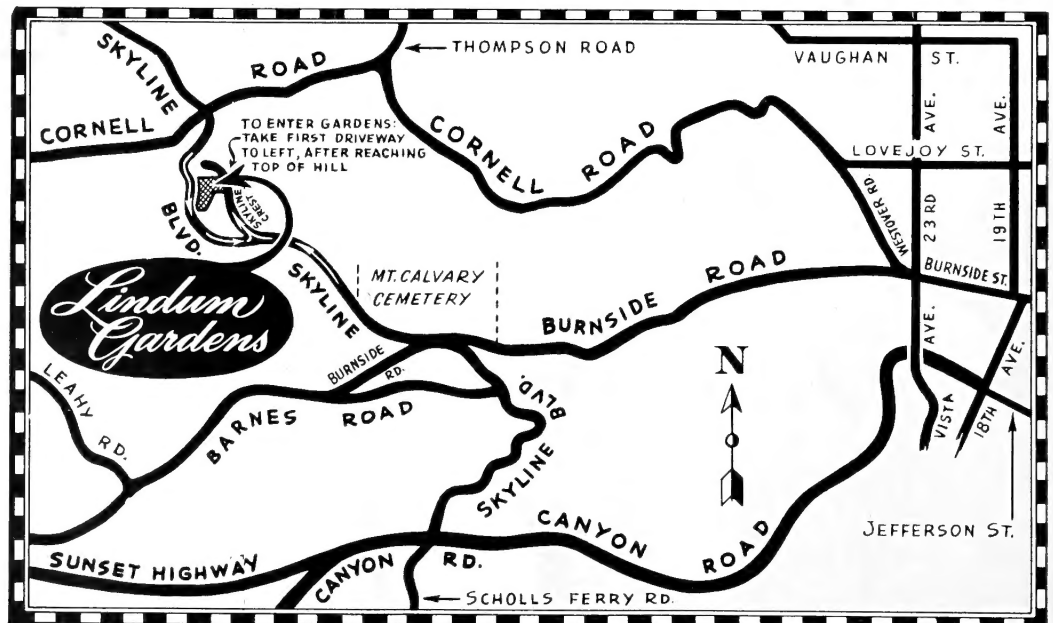 SKYLINE
THOMPSON ROAD
ROAD
VAUGHAN ST.
CORNELL
TO ENTER GARDENS:
TAKE FIRST DRIVEWAY
TO LEFT, AFTER REACHING
TOP OF HILL
CORNELL ROAD
AVE.
AVE.
LOVEJOY ST.
SKYLINE
CREST
BLVD.
WESTOVER RD.
23RD
19TH
SKYLINE
MT. CALVARY
CEMETERY
BURNSIDE ROAD
BURNSIDE ST.
Lindum
Gardens
BURNSIDE
RD.
AVE.
AVE.
N
LEAHY
RD.
BARNES ROAD
BLVD.
SKYLINE
VISTA
18TH
CANYON
ROAD
JEFFERSON ST.
SUNSET HIGHWAY
CANYON RD.
SCHOLLS FERRY RD.